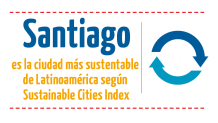 Santiago
es la ciudad más sustentable
de Latinoamérica según
Sustainable Cities Index